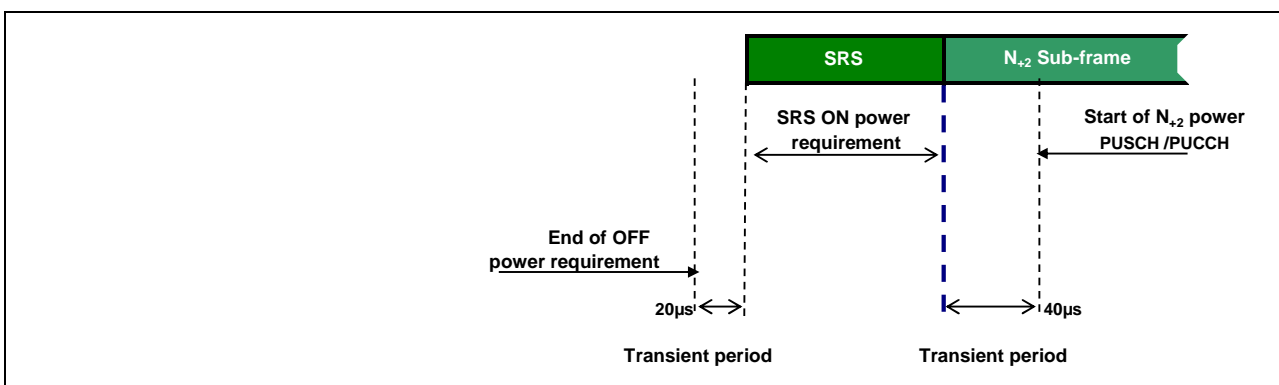 SRS
N+2 Sub-frame
SRS ON power
requirement
Start of N+2 power
PUSCH /PUCCH
End of OFF
power requirement
20µs
40µs
Transient period
Transient period